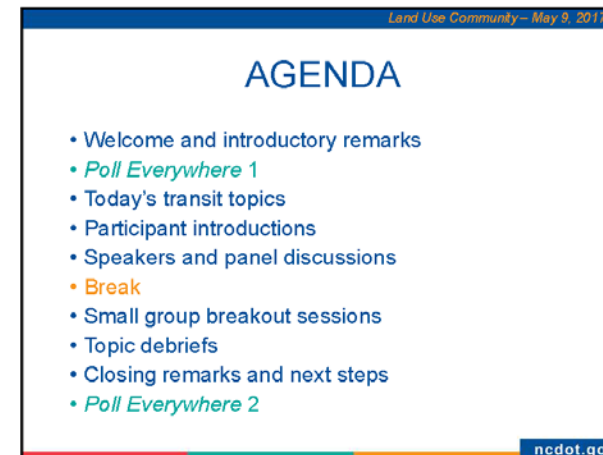 Land Use Community – May 9, 2017
AGENDA
• Welcome and introductory remarks
• Poll Everywhere 1
• Today's transit topics
• Participant introductions
• Speakers and panel discussions
• Break
• Small group breakout sessions
• Topic debriefs
• Closing remarks and next steps
• Poll Everywhere 2
ncdot.go